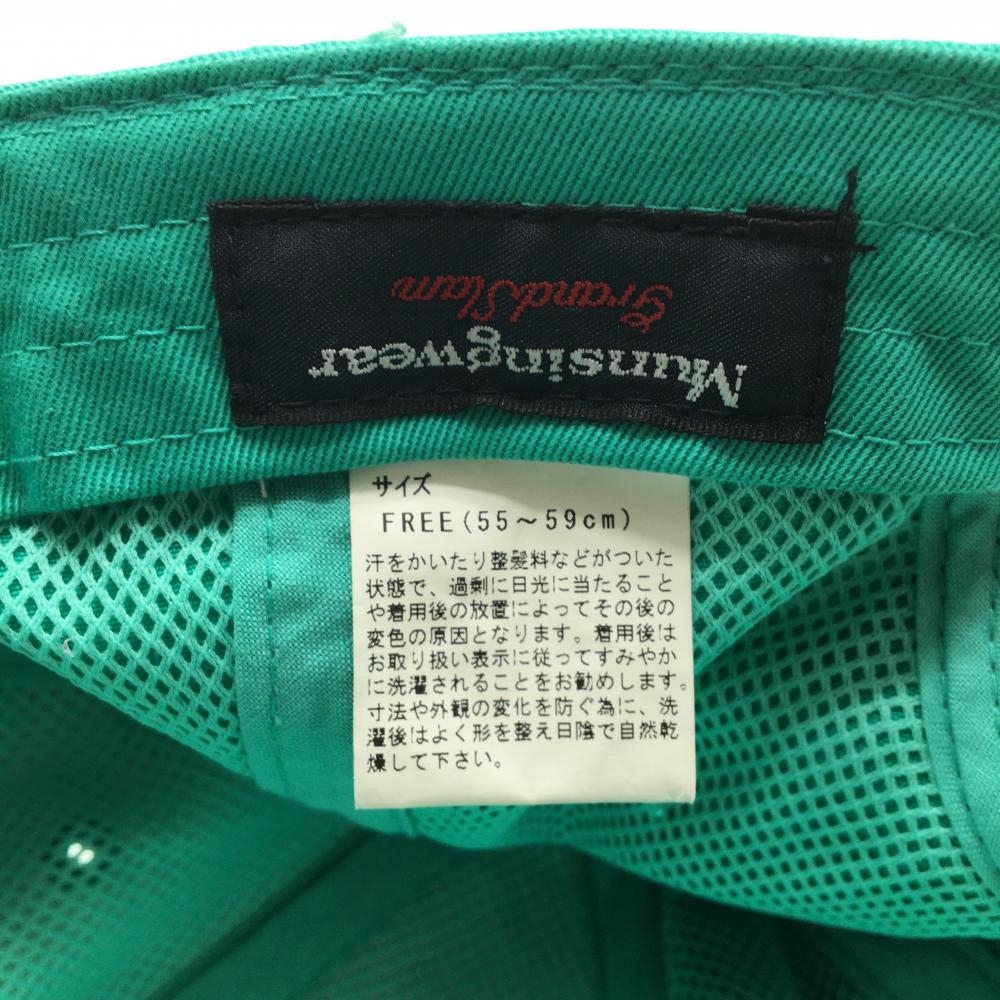 Munsingwear
GrandSlam
サイズ
FREE(55～59cm)
汗をかいたり整髪料などがついた
状態で、過剰に日光に当たること
や着用後の放置によってその後の
変色の原因となります。着用後は
お取り扱い表示に従ってすみやか
に洗濯されることをお勧めします。
寸法や外観の変化を防ぐ為に、洗
濯後はよく形を整え日陰で自然乾
燥して下さい。